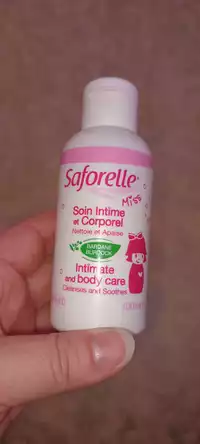 Saforelle
Miss
Soin Intime
et Corporel
Nettoie et Apaise
BARDANE
BURDOCK
Intimate
and body care
Cleanses and Soothes